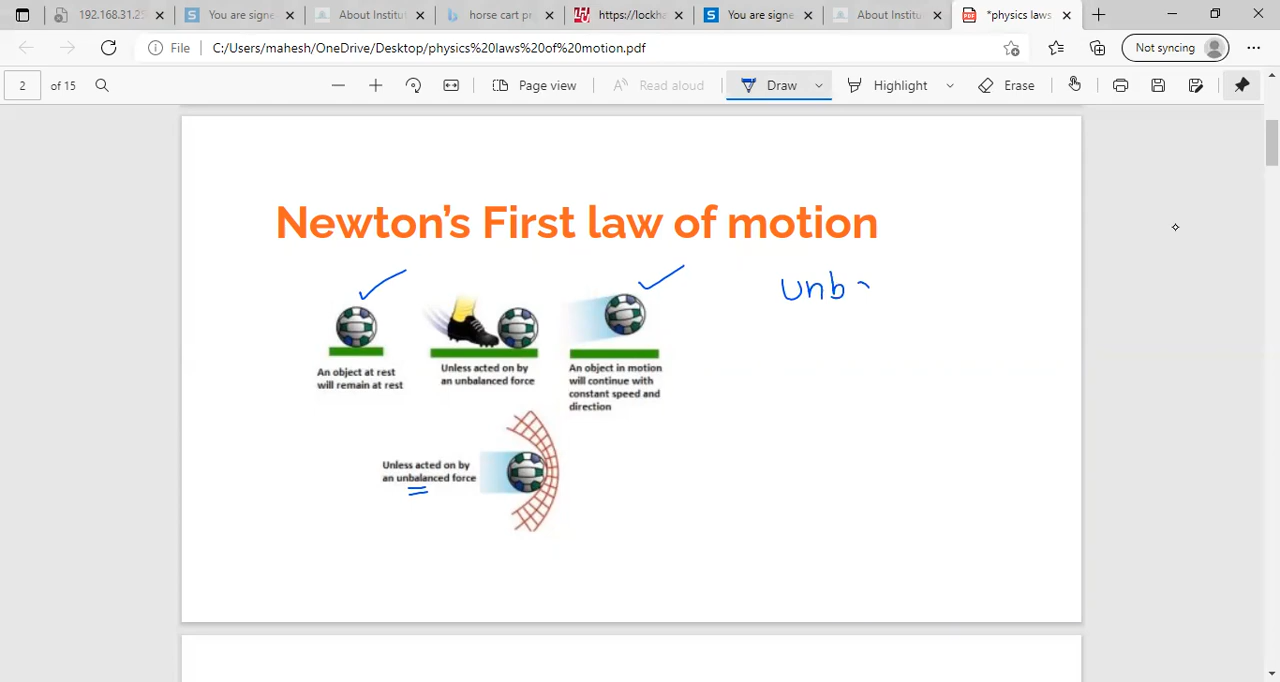 192.168.31.25
You are signe
About Institu
horse cart pr
https://lockha
You are signe
About Institu
*physics laws
File
C:/Users/mahesh/OneDrive/Desktop/physics%20laws%20of%20motion.pdf
Not syncing
2 of 15
Page view
Read aloud
Draw
Highlight
Erase
Newton's First law of motion
unb
An object at rest
will remain at rest
Unless acted on by
an unbalanced force
An object in motion
will continue with
constant speed and
direction
Unless acted on by
an unbalanced force